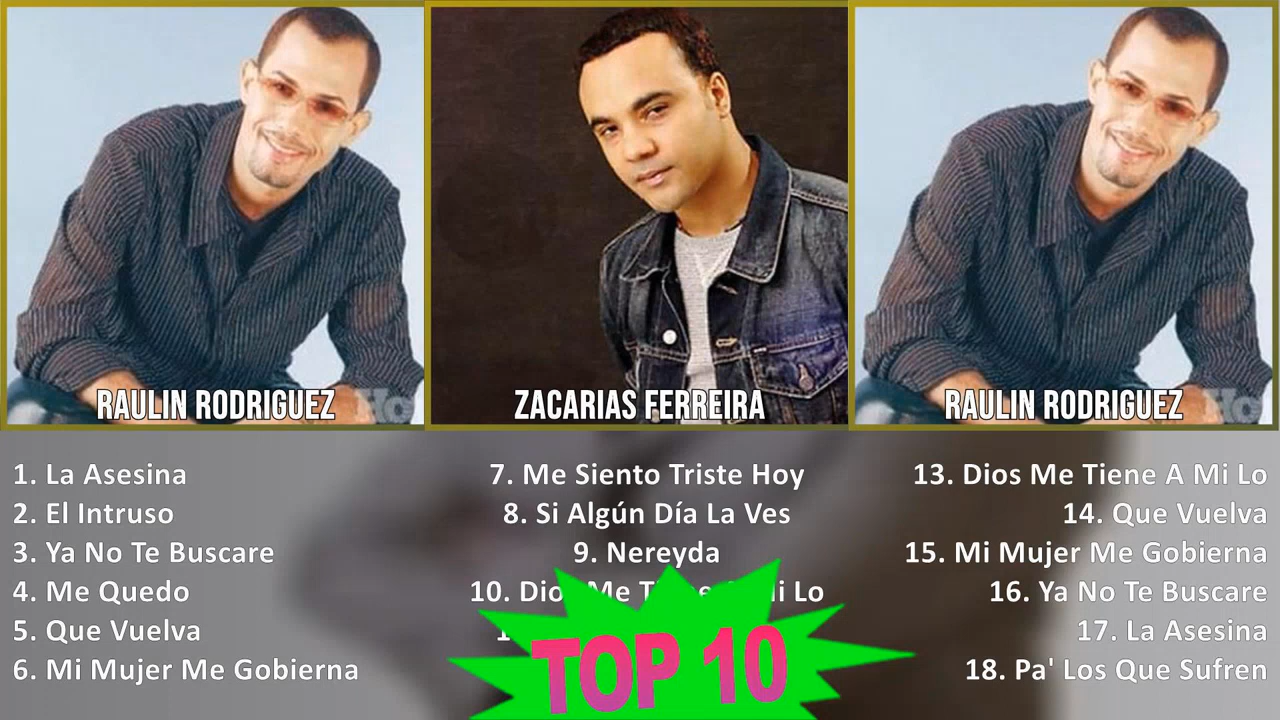 RAULIN RODRIGUEZ
ZACARIAS FERREIRA
RAULIN RODRIGUEZ
1. La Asesina
2. El Intruso
3. Ya No Te Buscare
4. Me Quedo
5. Que Vuelva
6. Mi Mujer Me Gobierna
7. Me Siento Triste Hoy
8. Si Algún Día La Ves
9. Nereyda
10. Me Lo
TOP 10
13. Dios Me Tiene A Mi Lo
14. Que Vuelva
15. Mi Mujer Me Gobierna
16. Ya No Te Buscare
17. La Asesina
18. Pa' Los Que Sufren